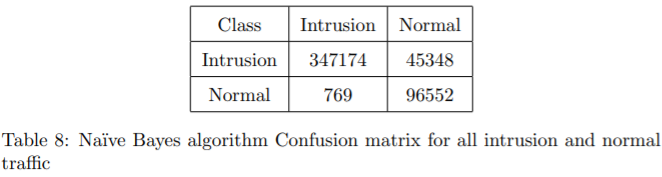 Class Intrusion Normal
Intrusion 347174 45348
Normal 769 96552
Table 8: Naïve Bayes algorithm Confusion matrix for all intrusion and normal
traffic